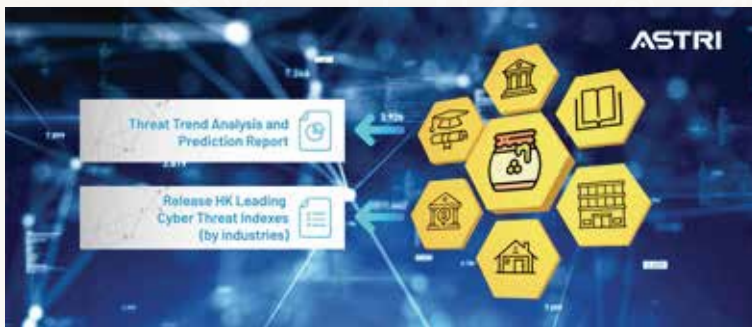 ASTRI
Threat Trend Analysis and
Prediction Report
Release HK Leading
Cyber Threat Indexes
(by industries)